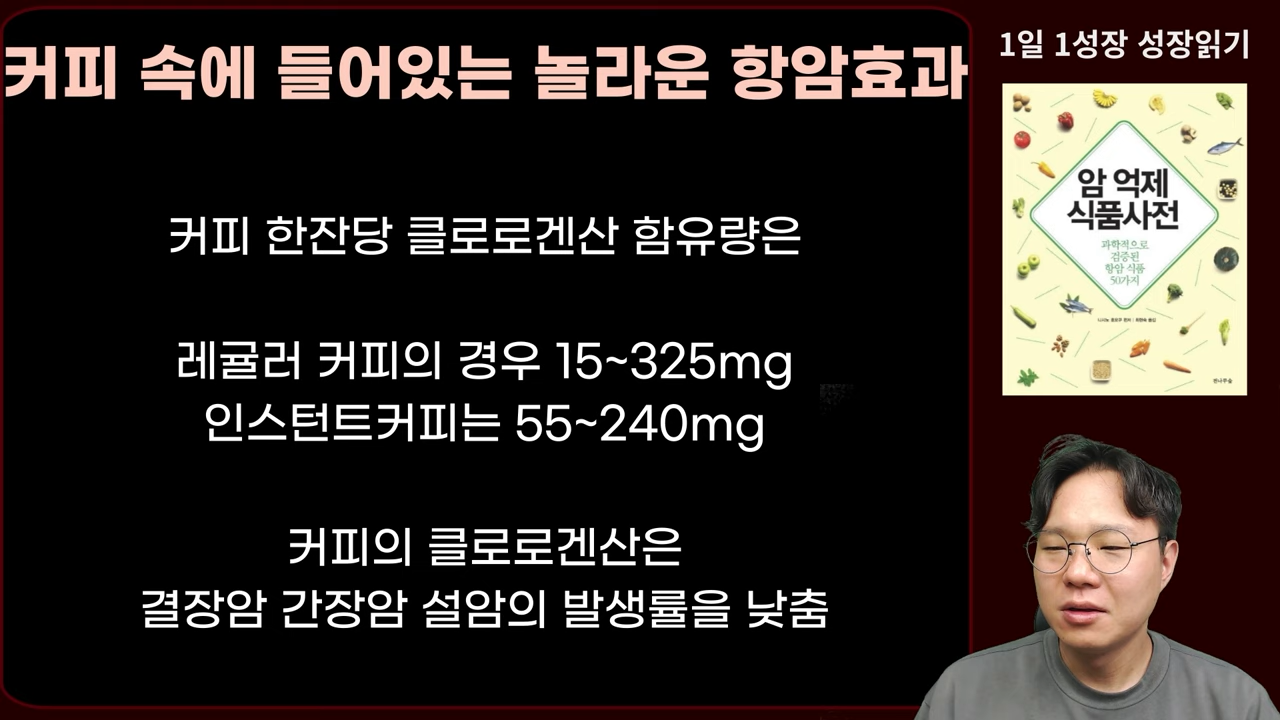 커피 속에 들어있는 놀라운 항암효과
커피 한잔당 클로로겐산 함유량은
레귤러 커피의 경우 15~325mg
인스턴트커피는 55~240mg
커피의 클로로겐산은
결장암 간장암 설암의 발생률을 낮춤
1일 1성장 성장읽기
암 억제
식품사전
과학적으로
검증된
항암 식품
50가지
전나무숲